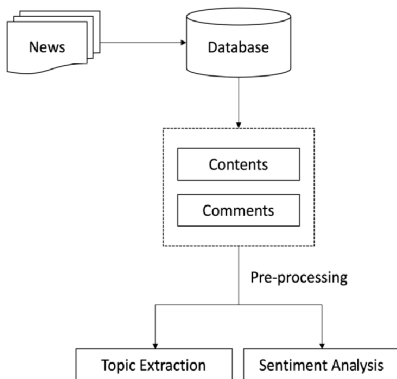 News
Database
Contents
Comments
Pre-processing
Topic Extraction
Sentiment Analysis